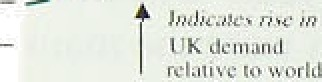 Indicates rise in
UK demand
relative to world